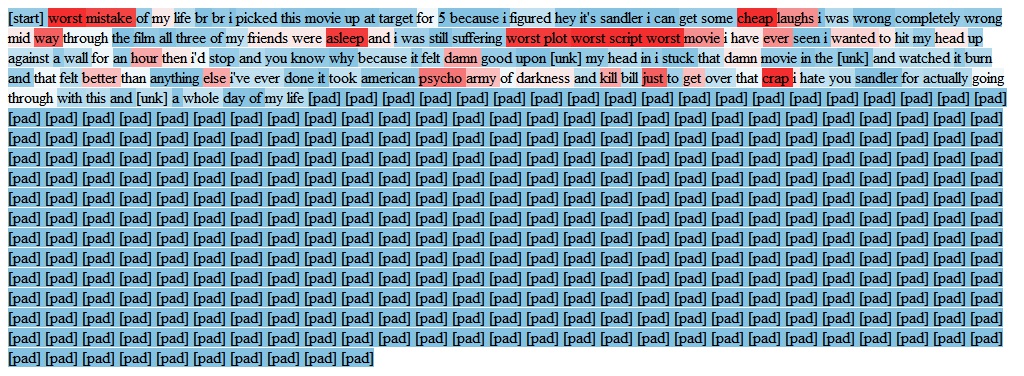 [start] worst mistake of my life br br i picked this movie up at target for 5 because i figured hey it's sandler i can get some cheap laughs i was wrong completely wrong
mid way through the film all three of my friends were asleep and i was still suffering worst plot worst script worst movie i have ever seen i wanted to hit my head up
against a wall for an hour then i'd stop and you know why because it felt damn good upon [unk] my head in i stuck that damn movie in the [unk] and watched it burn
and that felt better than anything else i've ever done it took american psycho army of darkness and kill bill just to get over that crap i hate you sandler for actually going
through with this and [unk] a whole day of my life [pad] [pad] [pad] [pad] [pad] [pad] [pad] [pad] [pad] [pad] [pad] [pad] [pad] [pad] [pad] [pad] [pad] [pad] [pad]
[pad] [pad] [pad] [pad] [pad] [pad] [pad] [pad] [pad] [pad] [pad] [pad] [pad] [pad] [pad] [pad] [pad] [pad] [pad] [pad] [pad] [pad] [pad] [pad] [pad] [pad] [pad]
[pad] [pad] [pad] [pad] [pad] [pad] [pad] [pad] [pad] [pad] [pad] [pad] [pad] [pad] [pad] [pad] [pad] [pad] [pad] [pad] [pad] [pad] [pad] [pad] [pad] [pad] [pad]
[pad] [pad] [pad] [pad] [pad] [pad] [pad] [pad] [pad] [pad] [pad] [pad] [pad] [pad] [pad] [pad] [pad] [pad] [pad] [pad] [pad] [pad] [pad] [pad] [pad] [pad] [pad]
[pad] [pad] [pad] [pad] [pad] [pad] [pad] [pad] [pad] [pad] [pad] [pad] [pad] [pad] [pad] [pad] [pad] [pad] [pad] [pad] [pad] [pad] [pad] [pad] [pad] [pad] [pad]
[pad] [pad] [pad] [pad] [pad] [pad] [pad] [pad] [pad] [pad] [pad] [pad] [pad] [pad] [pad] [pad] [pad] [pad] [pad] [pad] [pad] [pad] [pad] [pad] [pad] [pad] [pad]
[pad] [pad] [pad] [pad] [pad] [pad] [pad] [pad] [pad] [pad] [pad] [pad] [pad] [pad] [pad] [pad] [pad] [pad] [pad] [pad] [pad] [pad] [pad] [pad] [pad] [pad] [pad]
[pad] [pad] [pad] [pad] [pad] [pad] [pad] [pad] [pad] [pad] [pad] [pad] [pad] [pad] [pad] [pad] [pad] [pad] [pad] [pad] [pad] [pad] [pad] [pad] [pad] [pad] [pad]
[pad] [pad] [pad] [pad] [pad] [pad] [pad] [pad] [pad] [pad] [pad] [pad] [pad] [pad] [pad] [pad] [pad] [pad] [pad] [pad] [pad] [pad] [pad] [pad] [pad] [pad] [pad]
[pad] [pad] [pad] [pad] [pad] [pad] [pad] [pad] [pad] [pad] [pad] [pad] [pad] [pad] [pad] [pad] [pad] [pad] [pad] [pad] [pad] [pad] [pad] [pad] [pad] [pad] [pad]
[pad] [pad] [pad] [pad] [pad] [pad] [pad] [pad] [pad] [pad] [pad] [pad] [pad] [pad] [pad] [pad] [pad] [pad] [pad] [pad] [pad] [pad] [pad] [pad] [pad] [pad] [pad]
[pad] [pad] [pad] [pad] [pad] [pad] [pad] [pad] [pad] [pad] [pad] [pad] [pad] [pad] [pad] [pad] [pad] [pad] [pad] [pad] [pad] [pad] [pad] [pad] [pad] [pad] [pad]
[pad] [pad] [pad] [pad] [pad] [pad] [pad] [pad] [pad] [pad] [pad] [pad] [pad] [pad] [pad] [pad] [pad] [pad] [pad] [pad] [pad] [pad] [pad] [pad] [pad] [pad] [pad]
[pad] [pad] [pad] [pad] [pad] [pad] [pad] [pad] [pad] [pad]